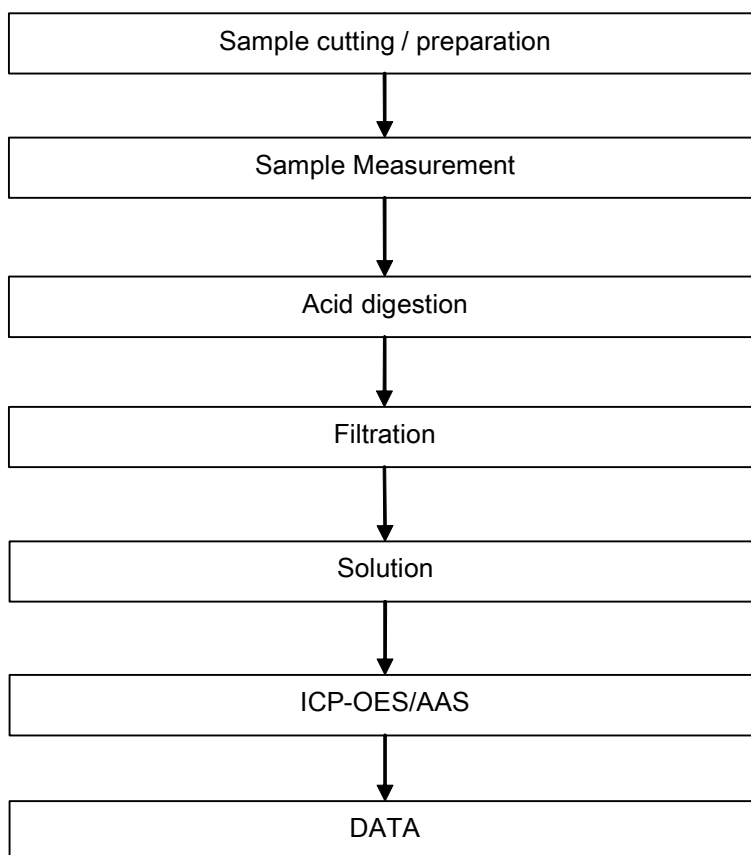 Sample cutting / preparation
Sample Measurement
Acid digestion
Filtration
Solution
ICP-OES/AAS
DATA